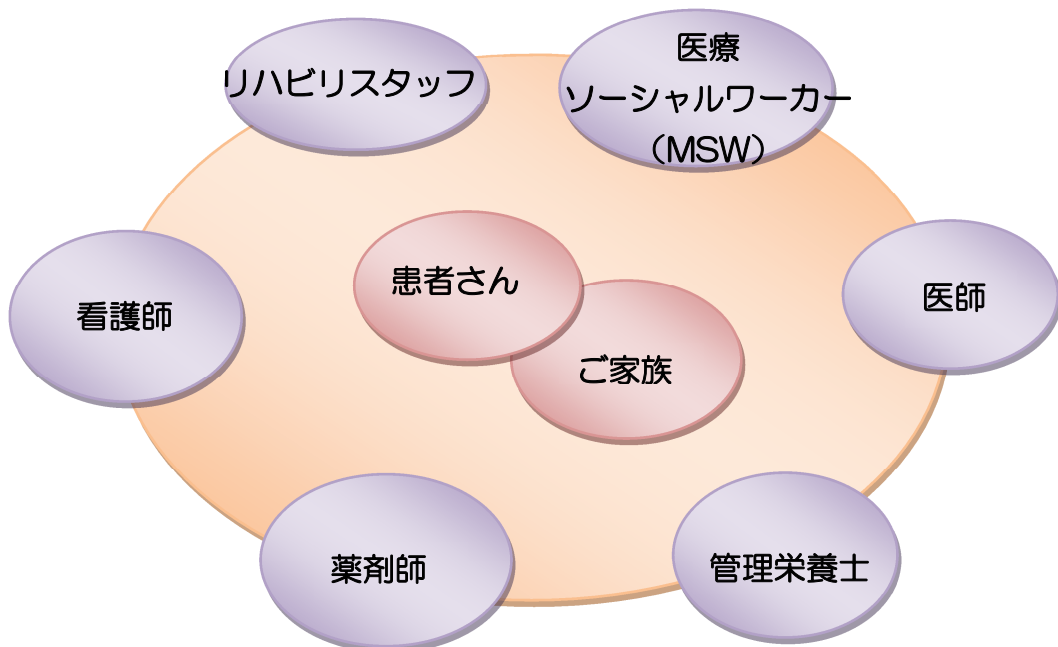 リハビリスタッフ
医療
ソーシャルワーカー
（MSW）
患者さん
ご家族
看護師
医師
薬剤師
管理栄養士